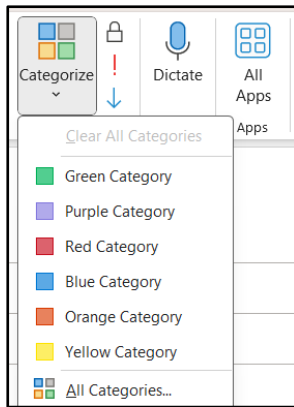 Categorize
Dictate
All
Apps
Apps
Clear All Categories
Green Category
Purple Category
Red Category
Blue Category
Orange Category
Yellow Category
All Categories...